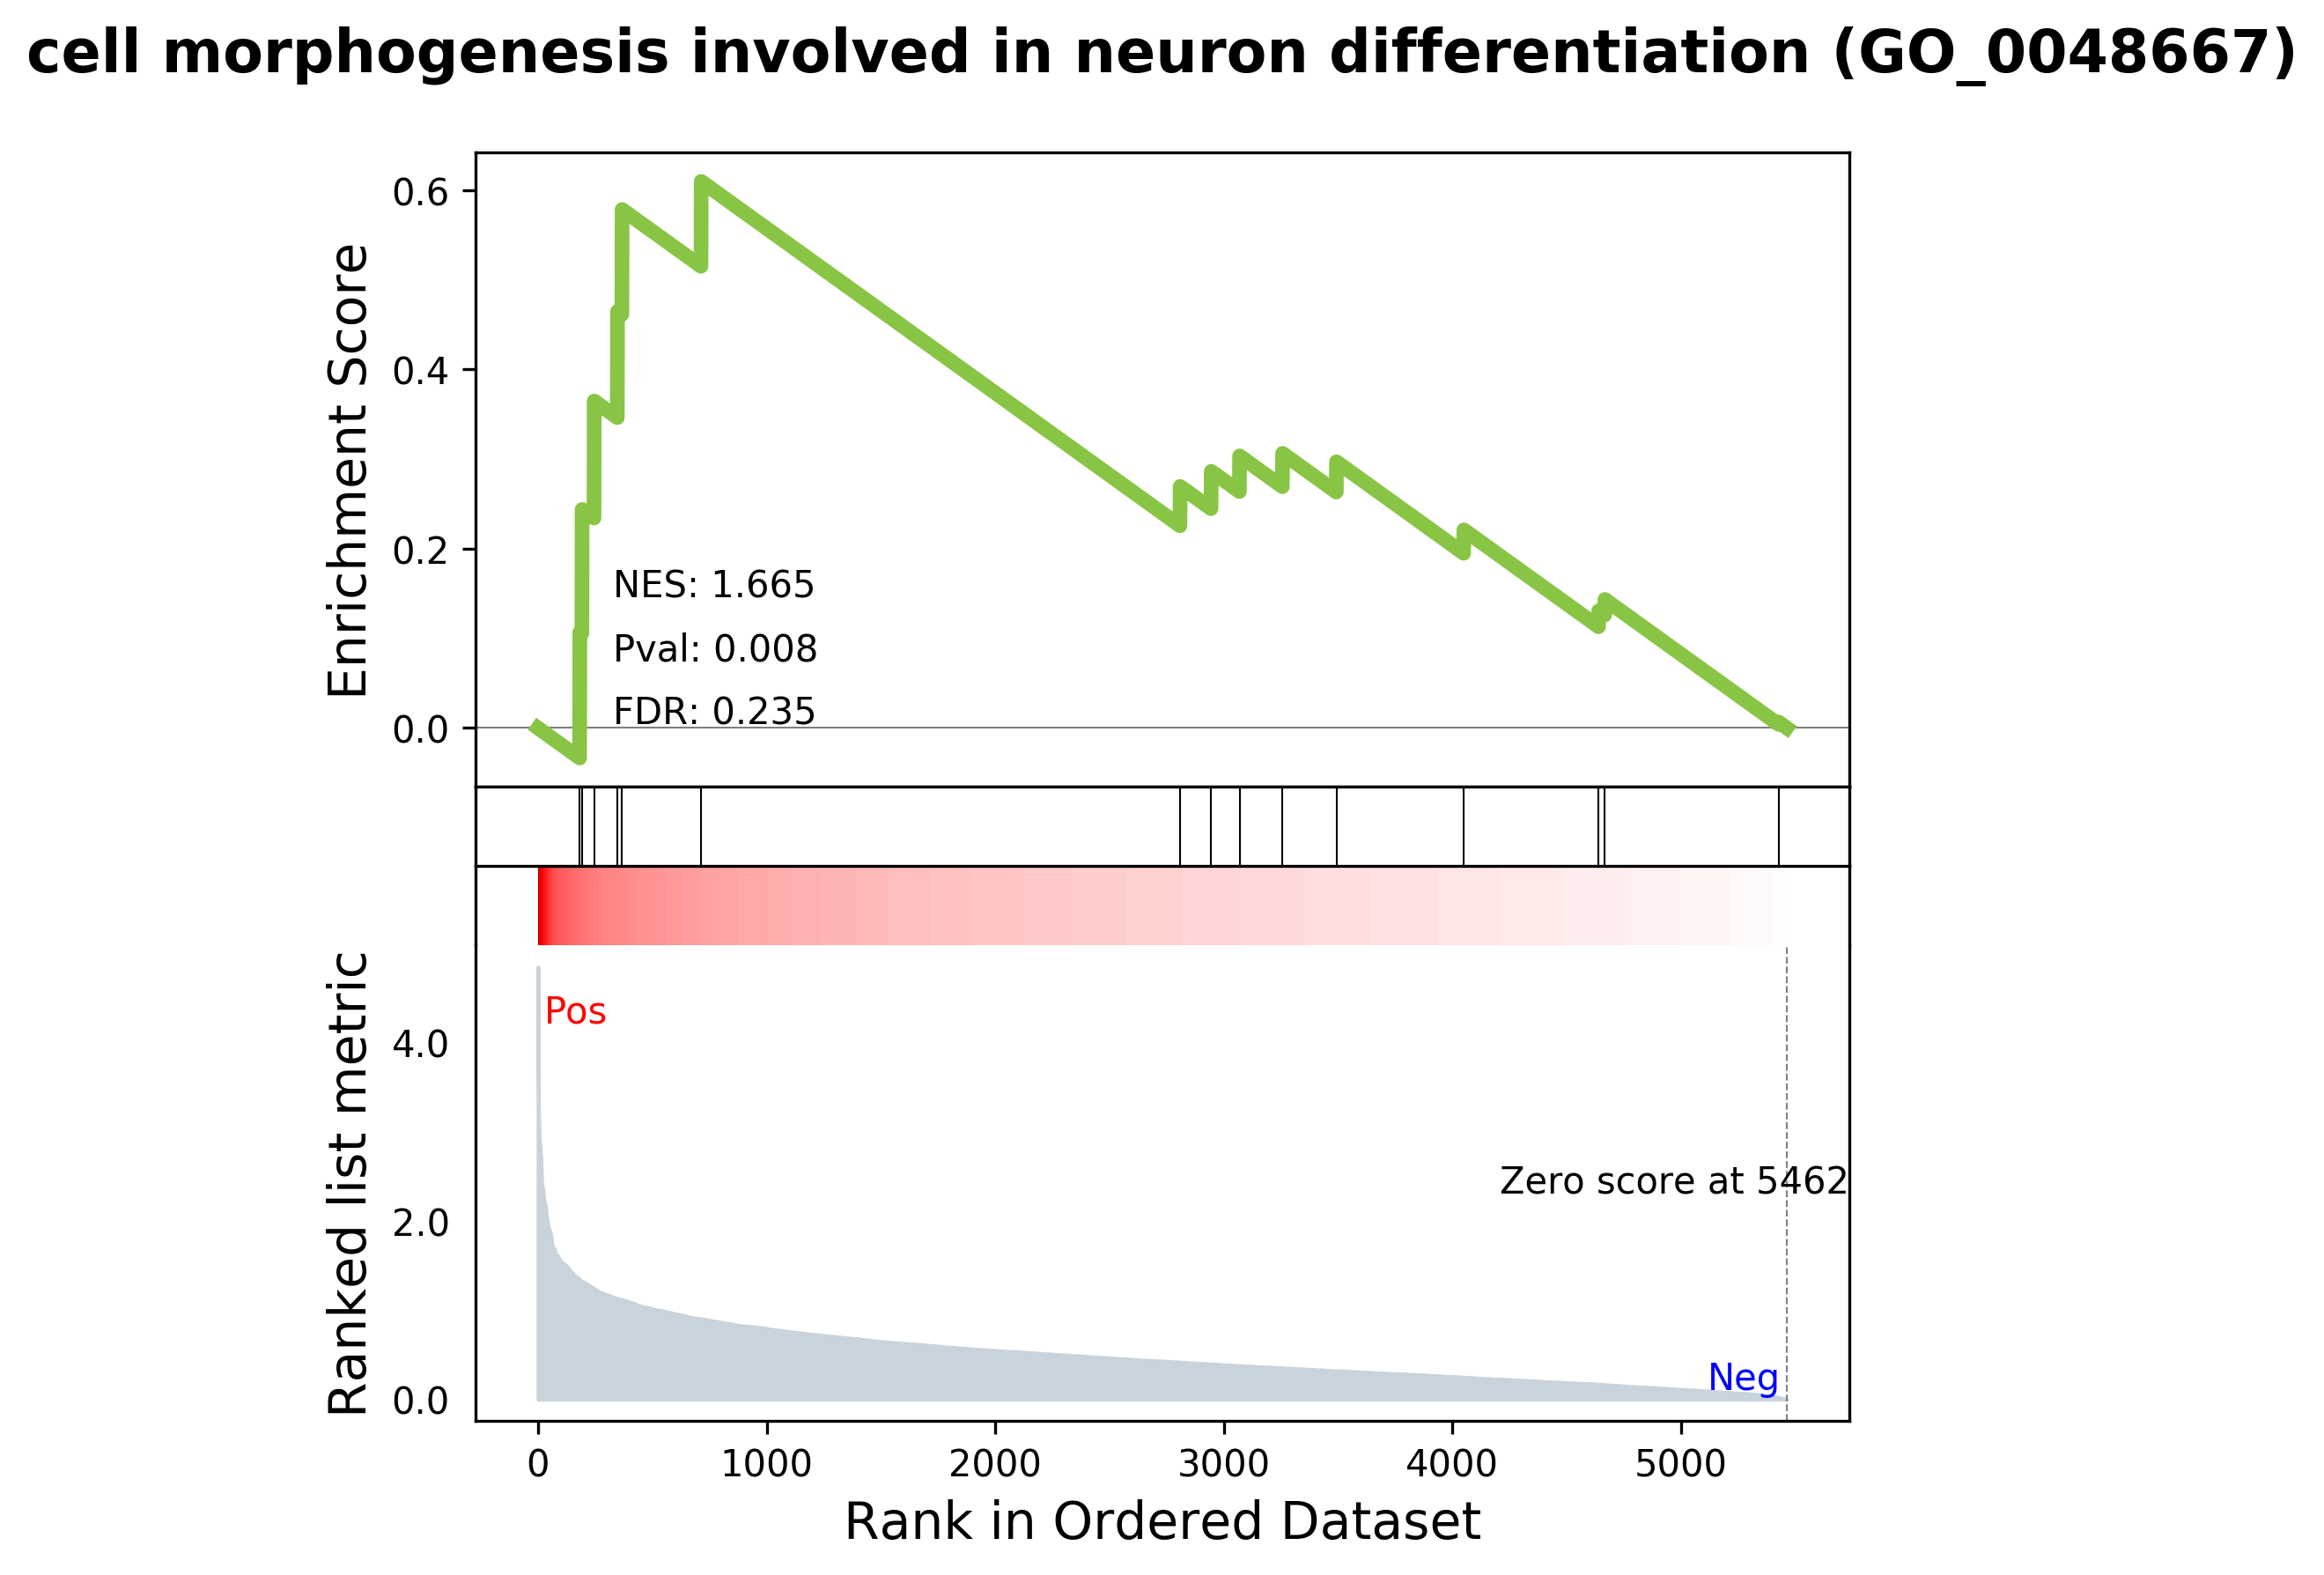 cell morphogenesis involved in neuron differentiation (GO_0048667)
Enrichment Score
0.6
0.4
0.2
0.0
NES: 1.665
Pval: 0.008
FDR: 0.235
Ranked list metric
4.0
2.0
0.0
Pos
Zero score at 5462
Neg
0 1000 2000 3000 4000 5000
Rank in Ordered Dataset